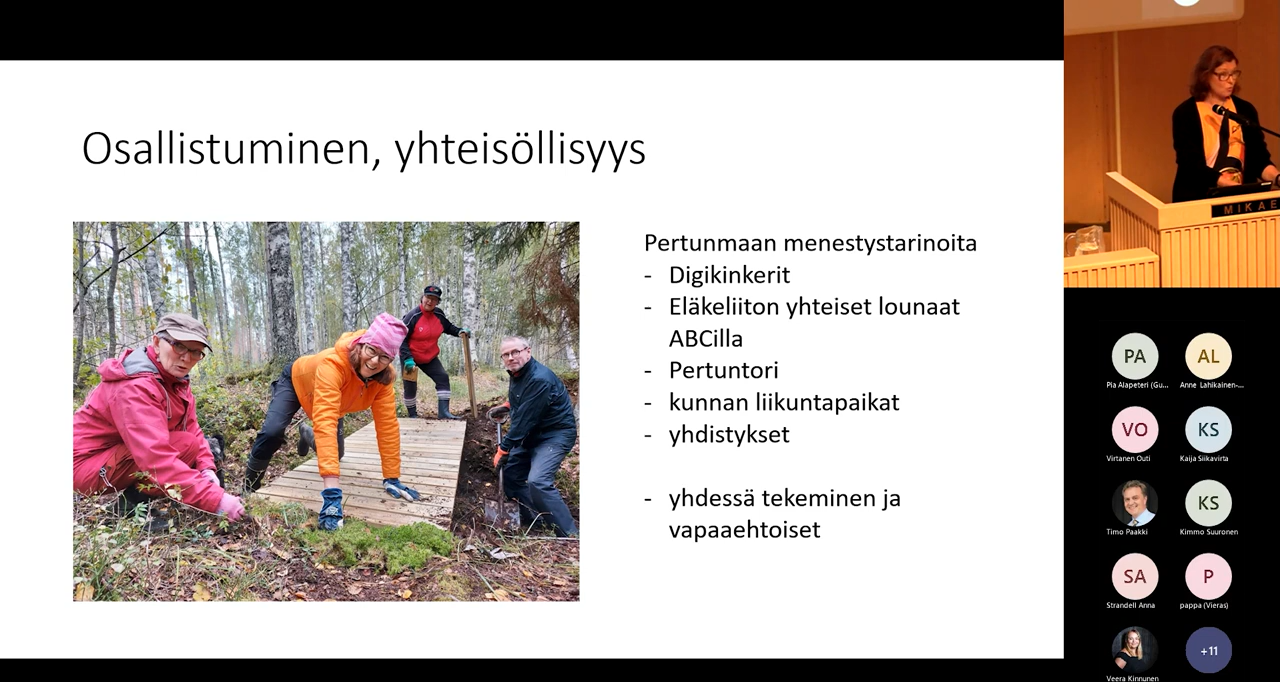 Osallistuminen, yhteisöllisyys
Pertunmaan menestystarinoita
- Digikinkerit
- Eläkeliiton yhteiset lounaat
ABCilla
- Pertuntori
- kunnan liikuntapaikat
- yhdistykset
- yhdessä tekeminen ja
vapaaehtoiset
MIKAE
PA
AL
Pia Alapeteri (Gu...
Anne Lahikainen-...
VO
KS
Virtanen Outi
Kaija Siikavirta
KS
Timo Paakki
Kimmo Suuronen
SA
P
Strandell Anna
pappa (Vieras)
+11
Veera Kinnunen